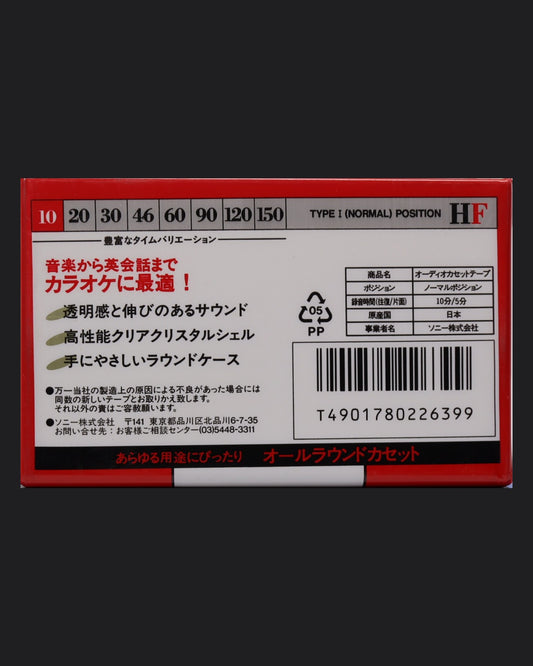 10 20 30 46 60 90 120 150 TYPE I (NORMAL) POSITION HF
豊富なタイムバリエーション
音楽から英会話まで
カラオケに最適！
透明感と伸びのあるサウンド
高性能クリアクリスタルシェル
手にやさしいラウンドケース
●万一当社の製造上の原因による不良があった場合には
同数の新しいテープとお取りかえ致します。
それ以外の責はご容赦願います。
●ソニー株式会社 〒141 東京都品川区北品川6-7-35
お問い合せ先：お客様ご相談センター(03)5448-3311
05
PP
商品名 オーディオカセットテープ
ポジション ノーマルポジション
録音時間(往復/片面) 10分/5分
原産国 日本
事業者名 ソニー株式会社
T4901780226399
あらゆる用途にぴったり オールラウンドカセット